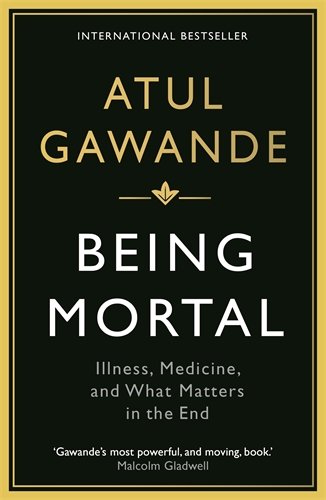 INTERNATIONAL BESTSELLER
ATUL
GAWANDE
BEING
MORTAL
Illness, Medicine,
and What Matters
in the End
‘Gawande’s most powerful, and moving, book.’
Malcolm Gladwell